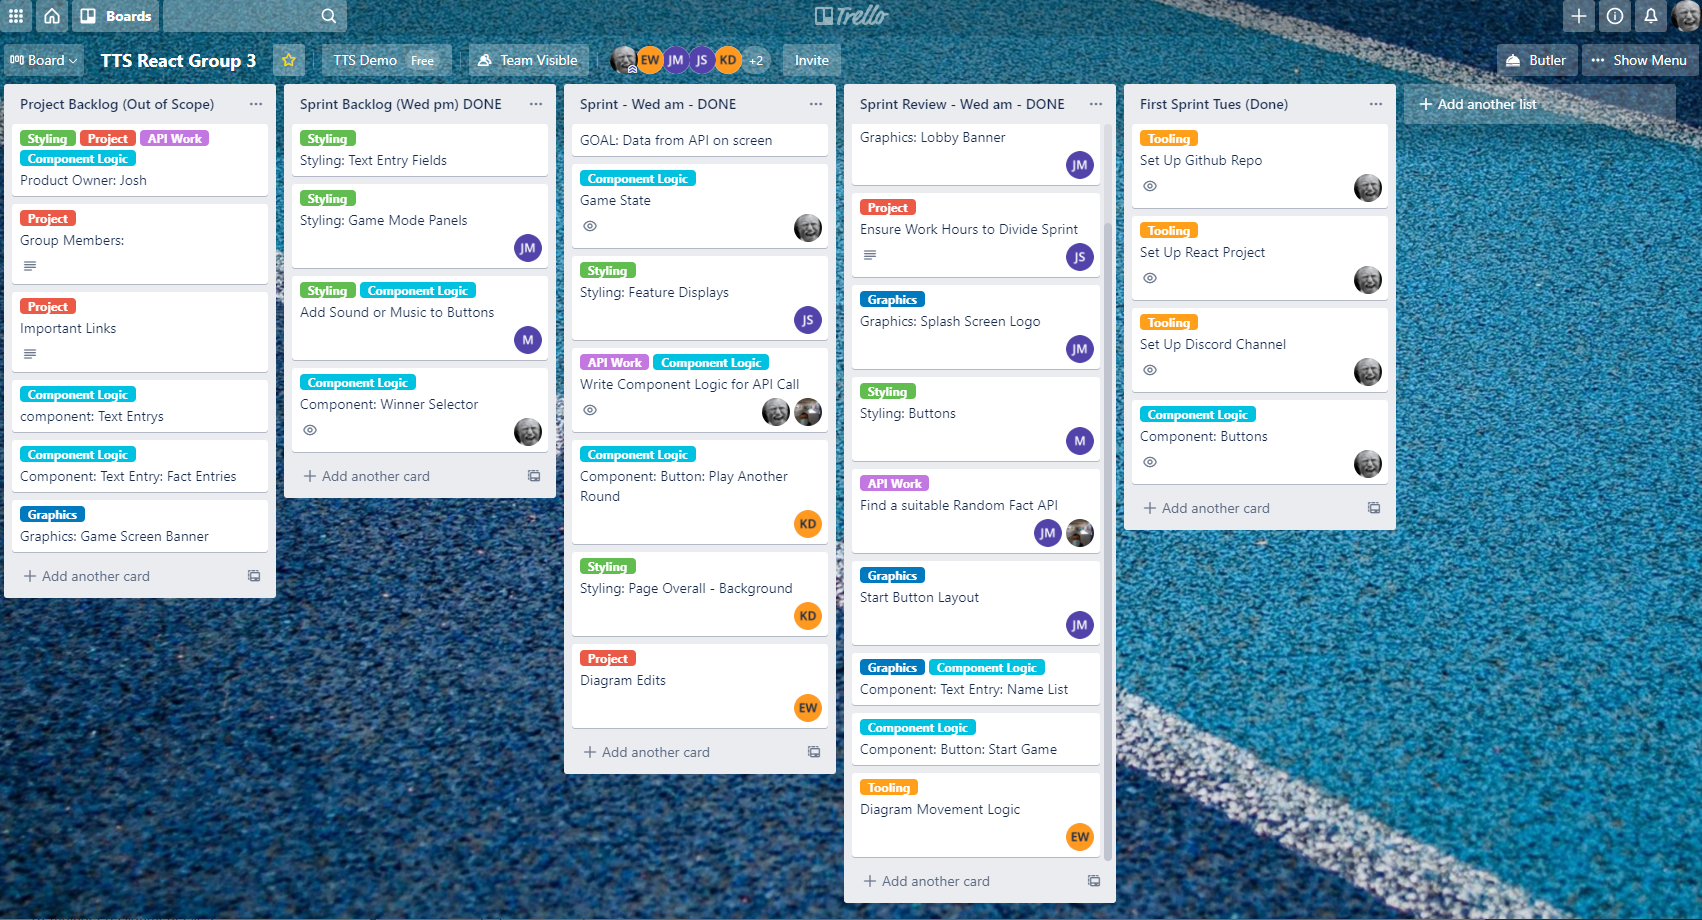 Boards
Trello
Board
TTS React Group 3
TTS Demo Free
Team Visible
EW JM JS KD +2
Invite
Butler
Show Menu
Project Backlog (Out of Scope)
Styling Project API Work
Component Logic
Product Owner: Josh
Project
Group Members:
Project
Important Links
Component Logic
component: Text Entrys
Component Logic
Component: Text Entry: Fact Entries
Graphics
Graphics: Game Screen Banner
Add another card
Sprint Backlog (Wed pm) DONE
Styling
Styling: Text Entry Fields
Styling
Styling: Game Mode Panels
JM
Styling Component Logic
Add Sound or Music to Buttons
M
Component Logic
Component: Winner Selector
Add another card
Sprint - Wed am - DONE
GOAL: Data from API on screen
Component Logic
Game State
Styling
Styling: Feature Displays
JS
API Work Component Logic
Write Component Logic for API Call
Component Logic
Component: Button: Play Another
Round
KD
Styling
Styling: Page Overall - Background
KD
Project
Diagram Edits
EW
Add another card
Sprint Review - Wed am - DONE
Graphics: Lobby Banner
JM
Project
Ensure Work Hours to Divide Sprint
JS
Graphics
Graphics: Splash Screen Logo
JM
Styling
Styling: Buttons
M
API Work
Find a suitable Random Fact API
JM
Graphics
Start Button Layout
JM
Graphics Component Logic
Component: Text Entry: Name List
Component Logic
Component: Button: Start Game
Tooling
Diagram Movement Logic
EW
Add another card
First Sprint Tues (Done)
Tooling
Set Up Github Repo
Tooling
Set Up React Project
Tooling
Set Up Discord Channel
Component Logic
Component: Buttons
Add another card
Add another list